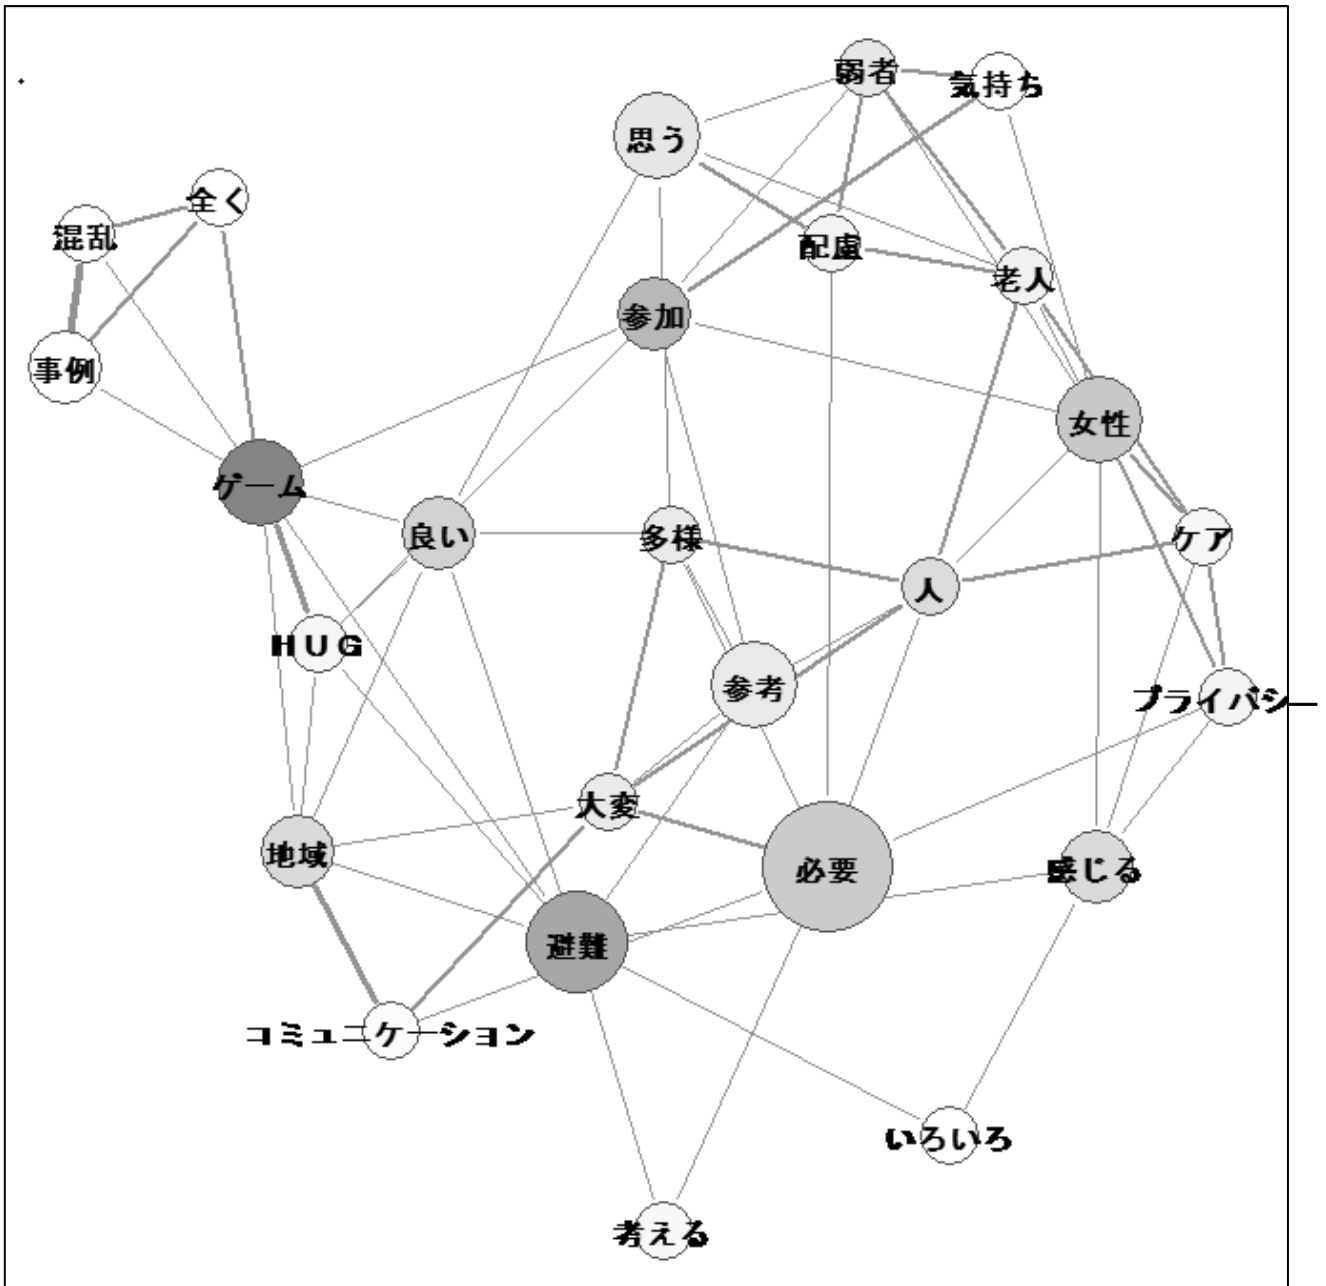 弱者
気持ち
思う
全く
混乱
配慮
老人
参加
事例
女性
ゲーム
良い
多様
ケア
人
HUG
参考
プライバシー
大変
地域
必要
感じる
避難
コミュニケーション
いろいろ
考える